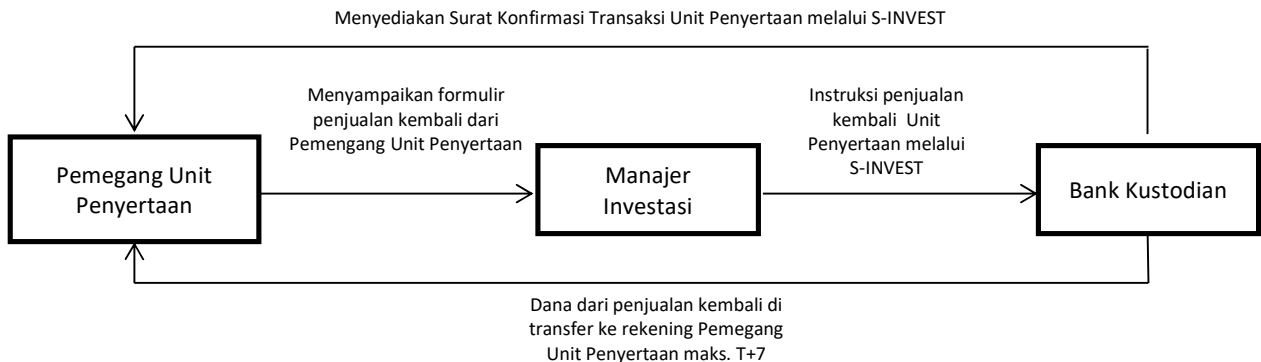 Menyediakan Surat Konfirmasi Transaksi Unit Penyertaan melalui S-INVEST
Menyampaikan formulir
penjualan kembali dari
Pemengang Unit Penyertaan
Instruksi penjualan
kembali Unit
Penyertaan melalui
S-INVEST
Pemegang Unit
Penyertaan
Manajer
Investasi
Bank Kustodian
Dana dari penjualan kembali di
transfer ke rekening Pemegang
Unit Penyertaan maks. T+7